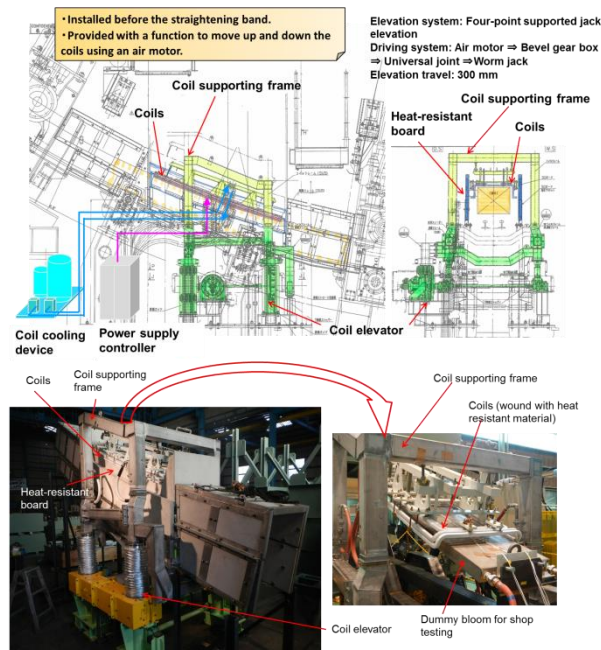 • Installed before the straightening band.
• Provided with a function to move up and down the
coils using an air motor.
Elevation system: Four-point supported jack
elevation
Driving system: Air motor ⇒ Bevel gear box
⇒ Universal joint ⇒Worm jack
Elevation travel: 300 mm
Coil supporting frame
Coils
Coil supporting frame
Heat-resistant
board
Coils
Coil elevator
Coil cooling
device
Power supply
controller
Coil supporting
frame
Coils
Heat-resistant
board
Coil elevator
Coil supporting frame
Coils (wound with heat
resistant material)
Dummy bloom for shop
testing